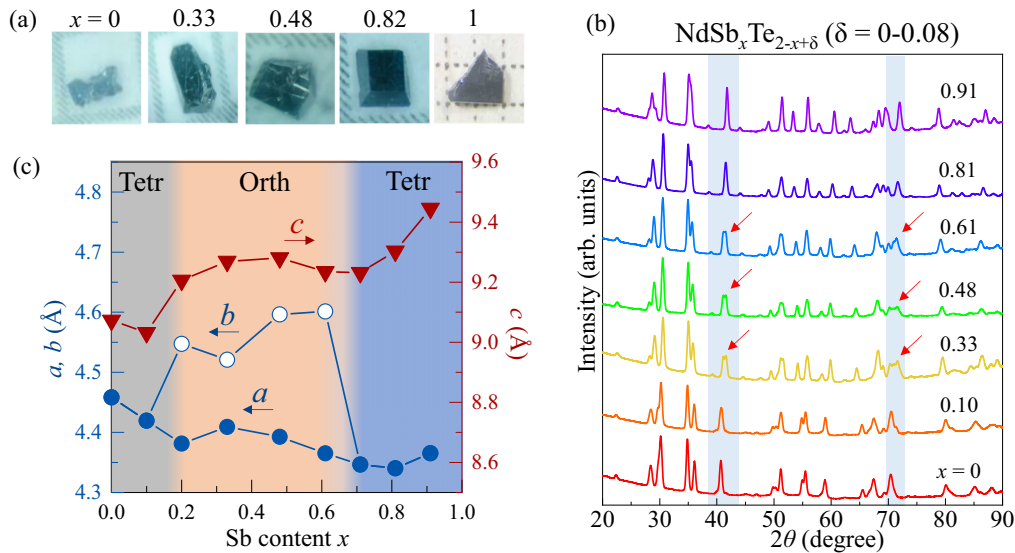 (a)
x = 0
0.33
0.48
0.82
1
(b)
NdSbₓTe₂₋ₓ₊δ (δ = 0-0.08)
Intensity (arb. units)
0.91
0.81
0.61
0.48
0.33
0.10
x = 0
20 30 40 50 60 70 80 90
2θ (degree)
(c)
Tetr
Orth
Tetr
c
b
a
a, b (Å)
4.8
4.7
4.6
4.5
4.4
4.3
c (Å)
9.6
9.4
9.2
9.0
8.8
8.6
0.0 0.2 0.4 0.6 0.8 1.0
Sb content x